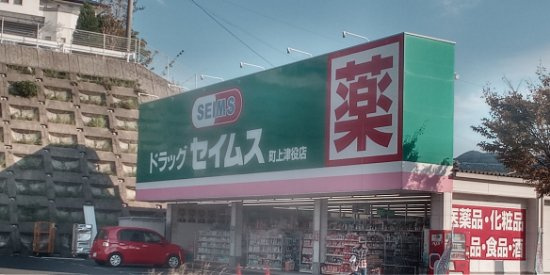 SEIMS
ドラッグ セイムス 町上津役店
薬
医薬品・化粧品
品・食品・酒